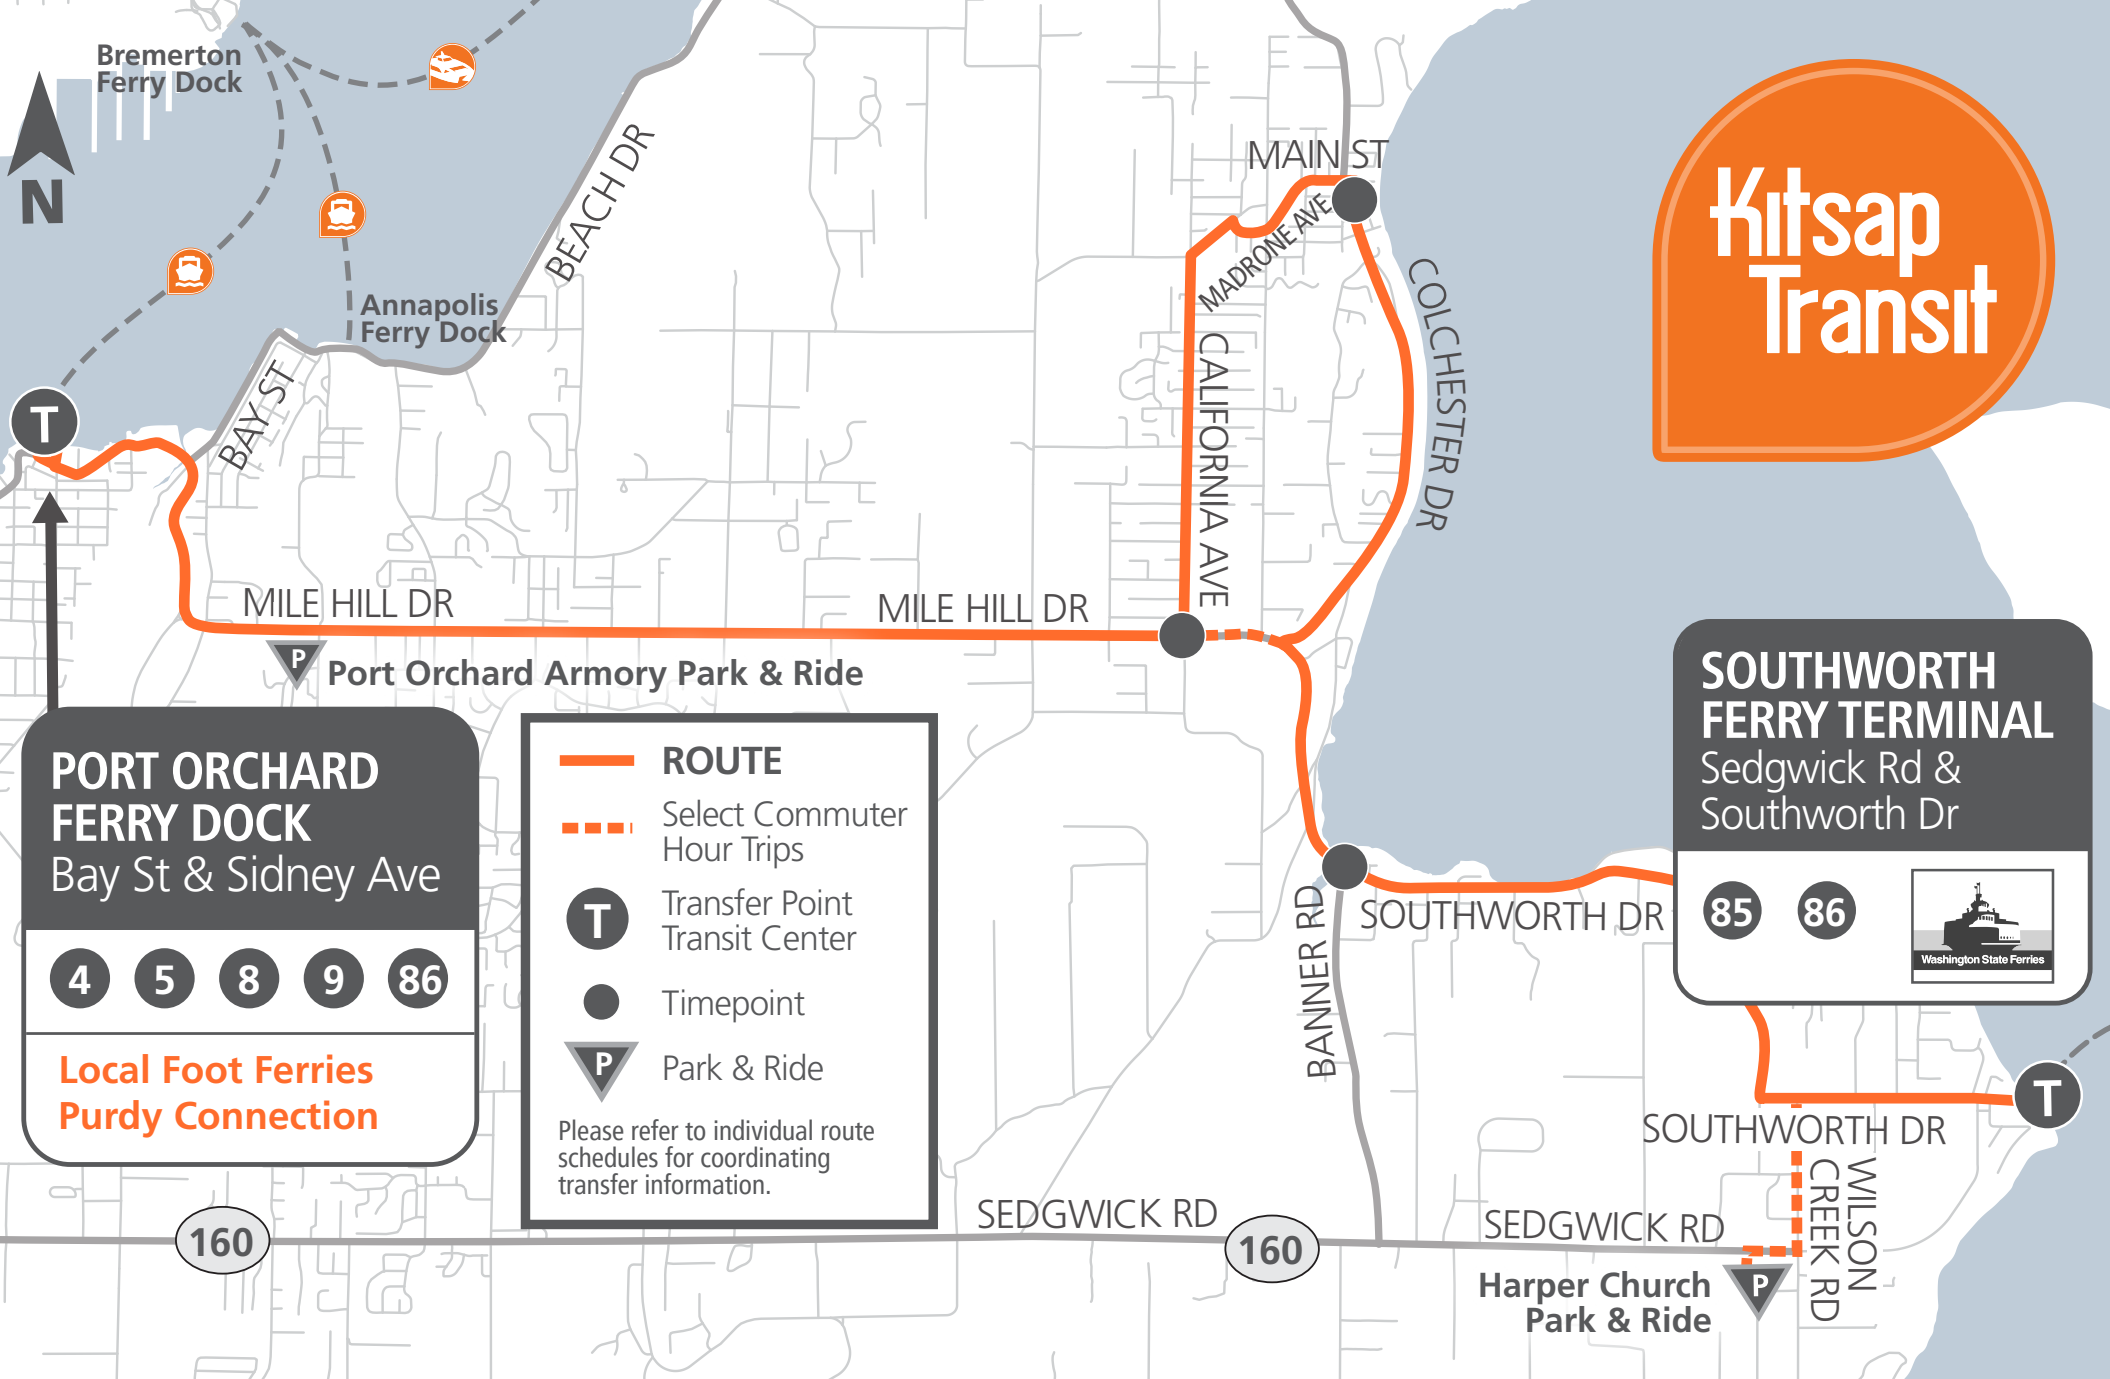 Bremerton
Ferry Dock
N
BEACH DR
Annapolis
Ferry Dock
T
BAY ST
MILE HILL DR
MILE HILL DR
P
Port Orchard Armory Park & Ride
MAIN ST
MADRONE AVE
CALIFORNIA AVE
COLCHESTER DR
Kitsap
Transit
PORT ORCHARD
FERRY DOCK
Bay St & Sidney Ave
4 5 8 9 86
Local Foot Ferries
Purdy Connection
ROUTE
Select Commuter
Hour Trips
T
Transfer Point
Transit Center
Timepoint
P
Park & Ride
Please refer to individual route
schedules for coordinating
transfer information.
SOUTHWORTH
FERRY TERMINAL
Sedgwick Rd &
Southworth Dr
85 86
Washington State Ferries
SOUTHWORTH DR
BANNER RD
T
SOUTHWORTH DR
WILSON
CREEK RD
160
SEDGWICK RD
160
SEDGWICK RD
Harper Church
Park & Ride
P